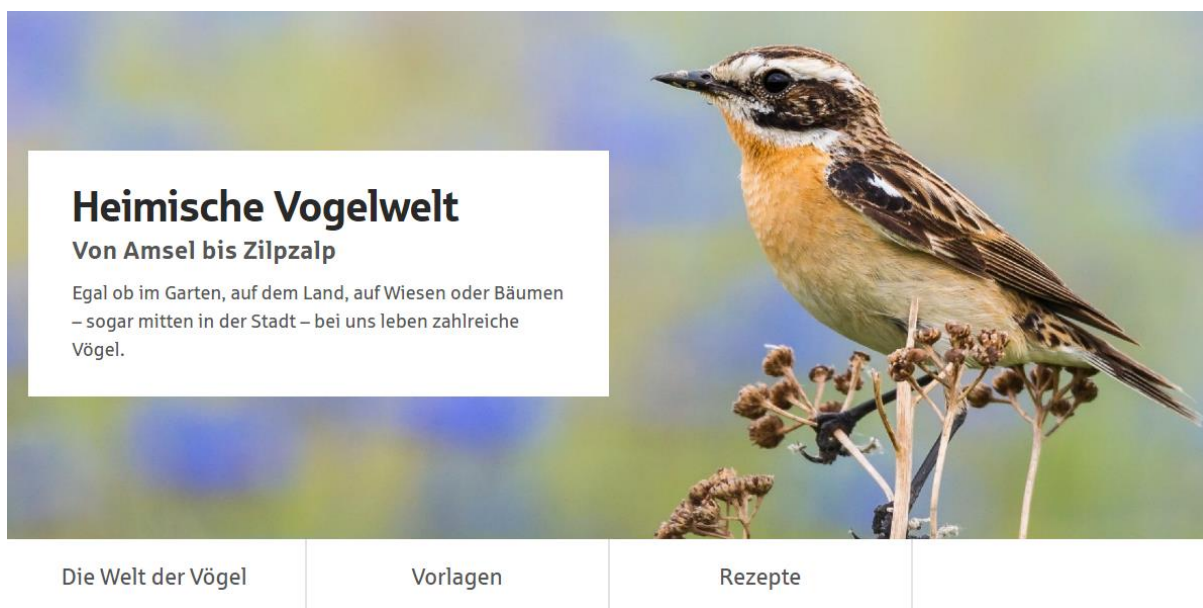 Heimische Vogelwelt
Von Amsel bis Zilpzalp
Egal ob im Garten, auf dem Land, auf Wiesen oder Bäumen
– sogar mitten in der Stadt – bei uns leben zahlreiche
Vögel.
Die Welt der Vögel
Vorlagen
Rezepte